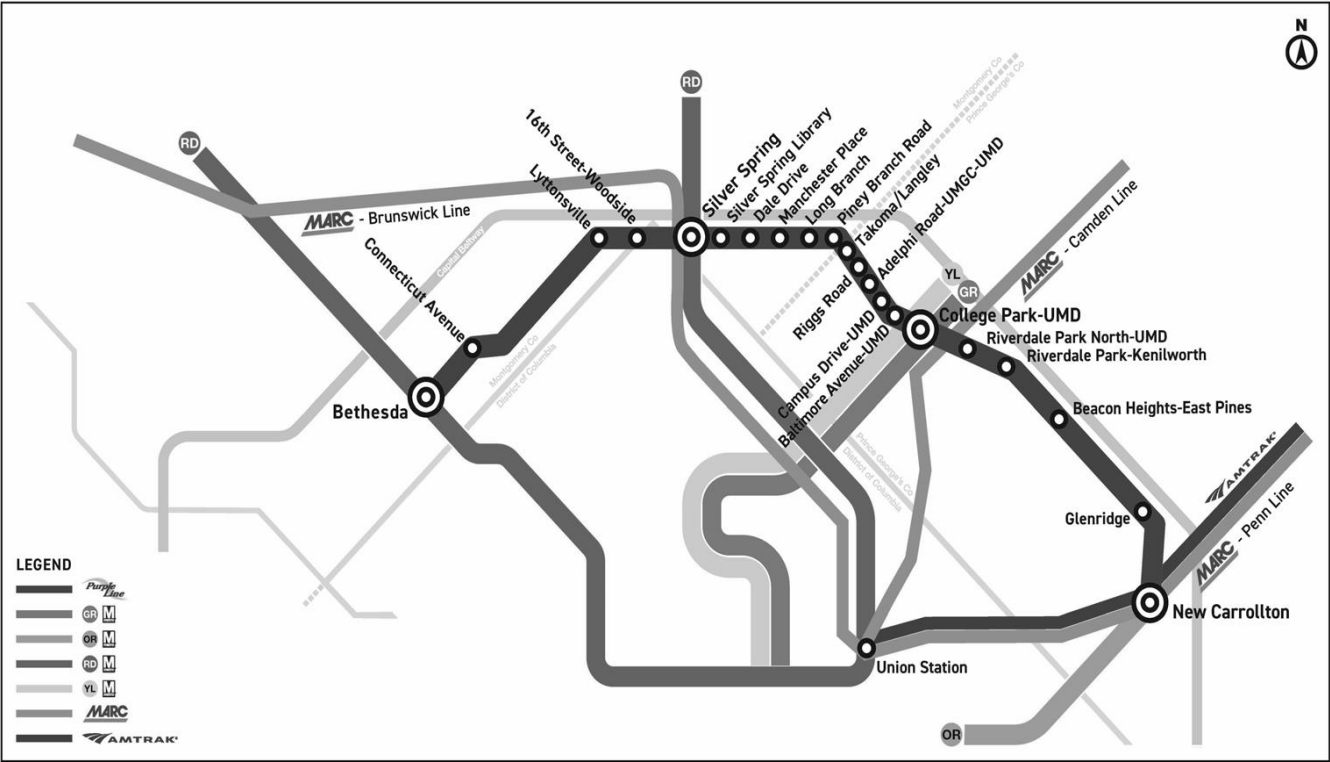 N
RD
RD
16th Street-Woodside
Lyttonsville
Silver Spring
Silver Spring Library
Dale Drive
Manchester Place
Long Branch
Piney Branch Road
Takoma/Langley
Adelphi Road-UMGC-UMD
Montgomery Co
Prince George's Co
MARC - Brunswick Line
Capital Beltway
Connecticut Avenue
MARC - Camden Line
YL
GR
Riggs Road
Campus Drive-UMD
Baltimore Avenue-UMD
College Park-UMD
Riverdale Park North-UMD
Riverdale Park-Kenilworth
Montgomery Co
District of Columbia
Bethesda
Beacon Heights-East Pines
Prince George's Co
District of Columbia
AMTRAK
MARC - Penn Line
Glenridge
New Carrollton
Union Station
OR
LEGEND
Purple Line
GR M
OR M
RD M
YL M
MARC
AMTRAK